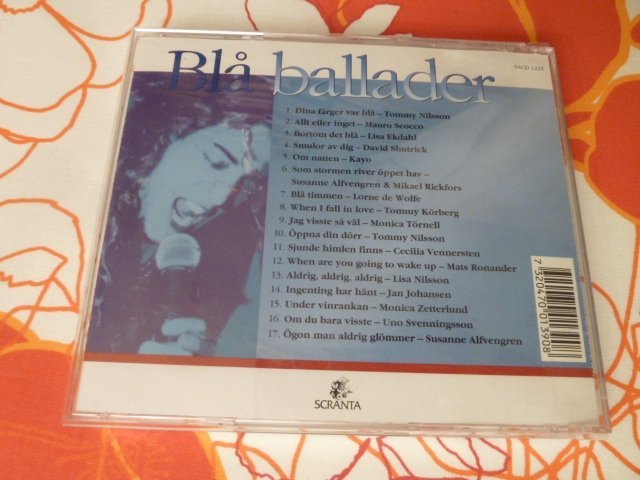 Blå ballader
SACD 1225
1. Dina färger var blå – Tommy Nilsson
2. Allt eller inget – Mauro Scocco
3. Bortom det blå – Lisa Ekdahl
4. Smulor av dig – David Shutrick
5. Om natten – Kayo
6. Som stormen river öppet hav –
Susanne Alfvengren & Mikael Rickfors
7. Blå timmen – Lorne de Wolfe
8. When I fall in love – Tommy Körberg
9. Jag visste så väl – Monica Törnell
10. Öppna din dörr – Tommy Nilsson
11. Sjunde himlen finns – Cecilia Vennersten
12. When are you going to wake up – Mats Ronander
13. Aldrig, aldrig, aldrig – Lisa Nilsson
14. Ingenting har hänt – Jan Johansen
15. Under vinrankan – Monica Zetterlund
16. Om du bara visste – Uno Svenningsson
17. Ögon man aldrig glömmer – Susanne Alfvengren
7 320470 073908
SCRANTA